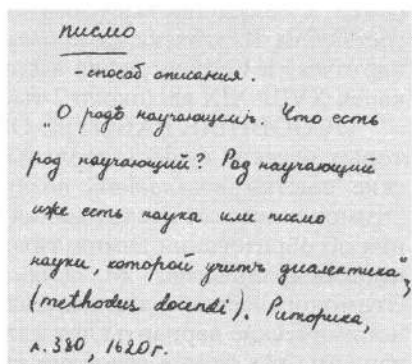 писмо
- способ описания.
„О родѣ научающемъ. Что есть
род научающий? Род научающий
иже есть наука или писмо
науки, которой учитъ диалектика“,
(methodus docendi). Риторика,
л. 380, 1620 г.